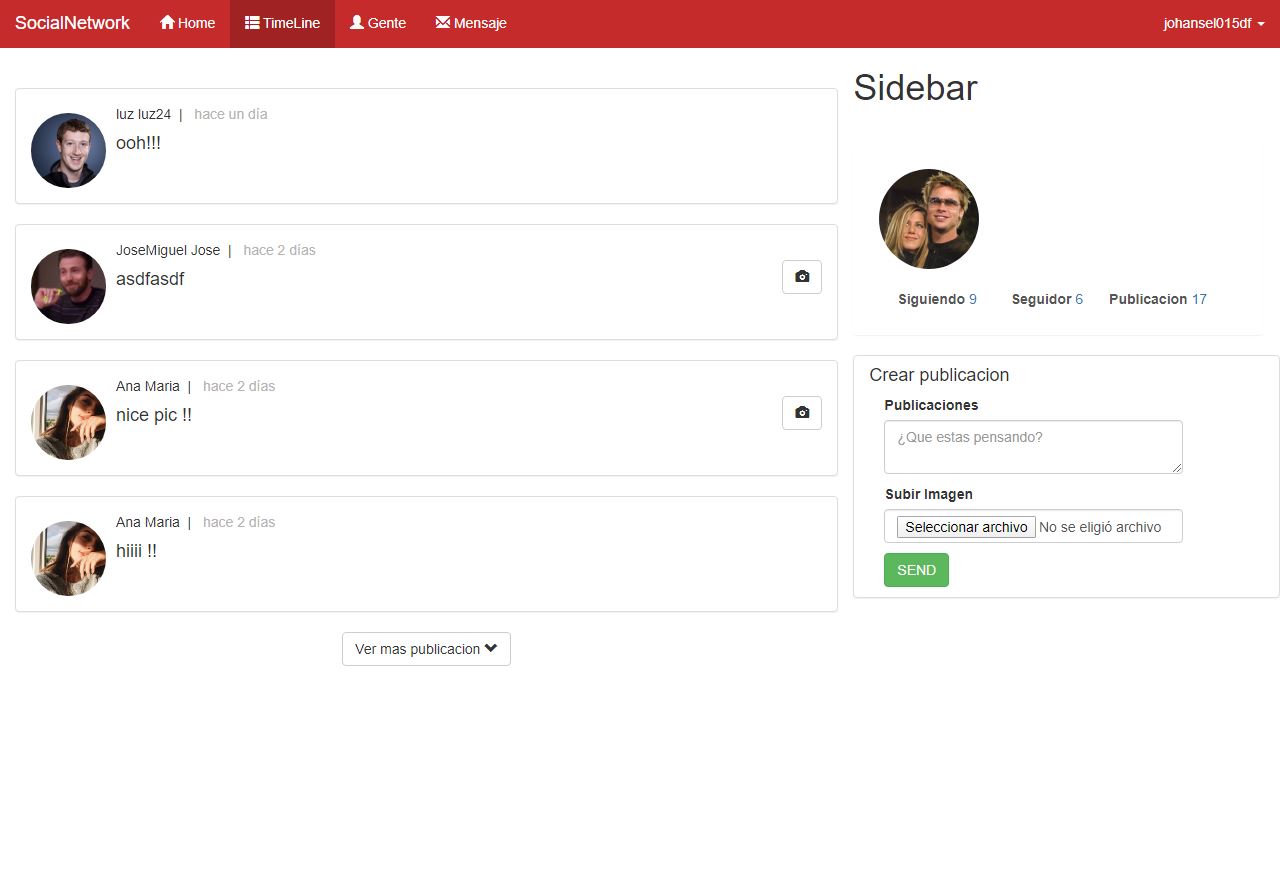 SocialNetwork Home TimeLine Gente Mensaje johansel015df
luz luz24 | hace un día
ooh!!!
JoseMiguel Jose | hace 2 días
asdfasdf
Ana Maria | hace 2 días
nice pic !!
Ana Maria | hace 2 días
hiiii !!
Ver mas publicacion
Sidebar
Siguiendo 9 Seguidor 6 Publicacion 17
Crear publicacion
Publicaciones
¿Que estas pensando?
Subir Imagen
Seleccionar archivo No se eligió archivo
SEND